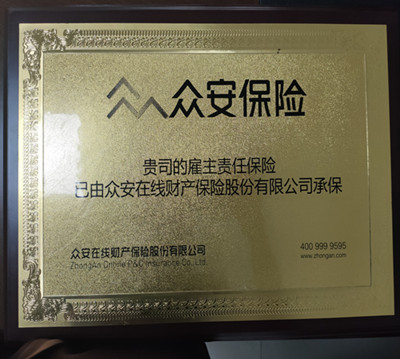 众安保险
贵司的雇主责任保险
已由众安在线财产保险股份有限公司承保
众安在线财产保险股份有限公司
ZhongAn Online P&C Insurance Co., Ltd.
400 999 9595
www.zhongan.com